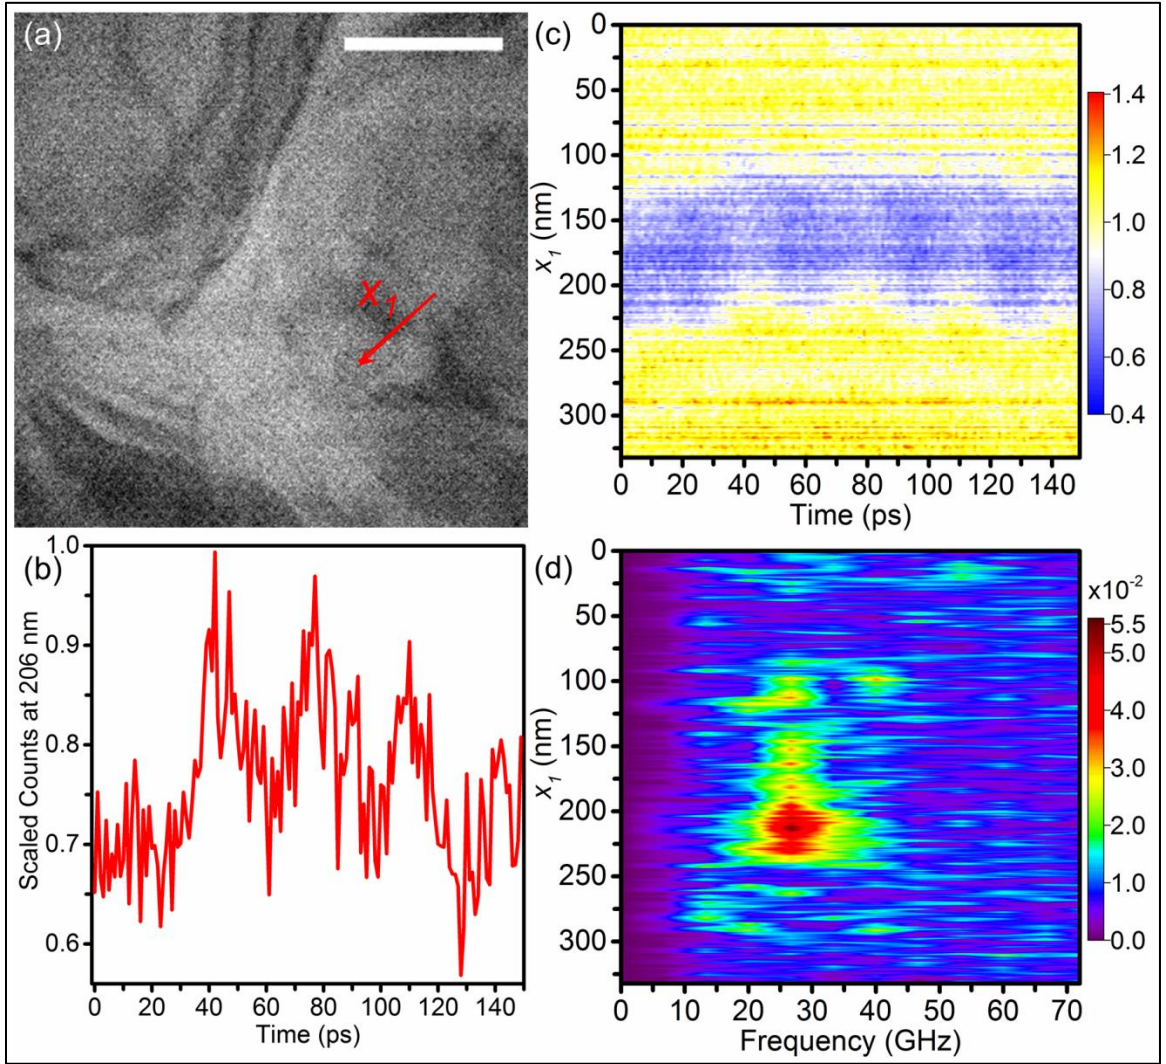 (a)
X1
(b)
1.0
0.9
0.8
0.7
0.6
Scaled Counts at 206 nm
0 20 40 60 80 100 120 140
Time (ps)
(c)
0
50
100
150
200
250
300
x1 (nm)
0 20 40 60 80 100 120 140
Time (ps)
1.4
1.2
1.0
0.8
0.6
0.4
(d)
0
50
100
150
200
250
300
x1 (nm)
0 10 20 30 40 50 60 70
Frequency (GHz)
x10-2
5.5
5.0
4.0
3.0
2.0
1.0
0.0